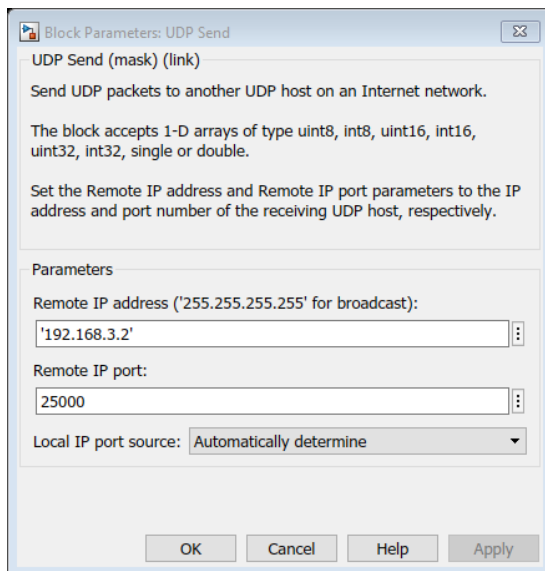 Block Parameters: UDP Send
UDP Send (mask) (link)
Send UDP packets to another UDP host on an Internet network.
The block accepts 1-D arrays of type uint8, int8, uint16, int16,
uint32, int32, single or double.
Set the Remote IP address and Remote IP port parameters to the IP
address and port number of the receiving UDP host, respectively.
Parameters
Remote IP address ('255.255.255.255' for broadcast):
'192.168.3.2'
Remote IP port:
25000
Local IP port source: Automatically determine
OK Cancel Help Apply